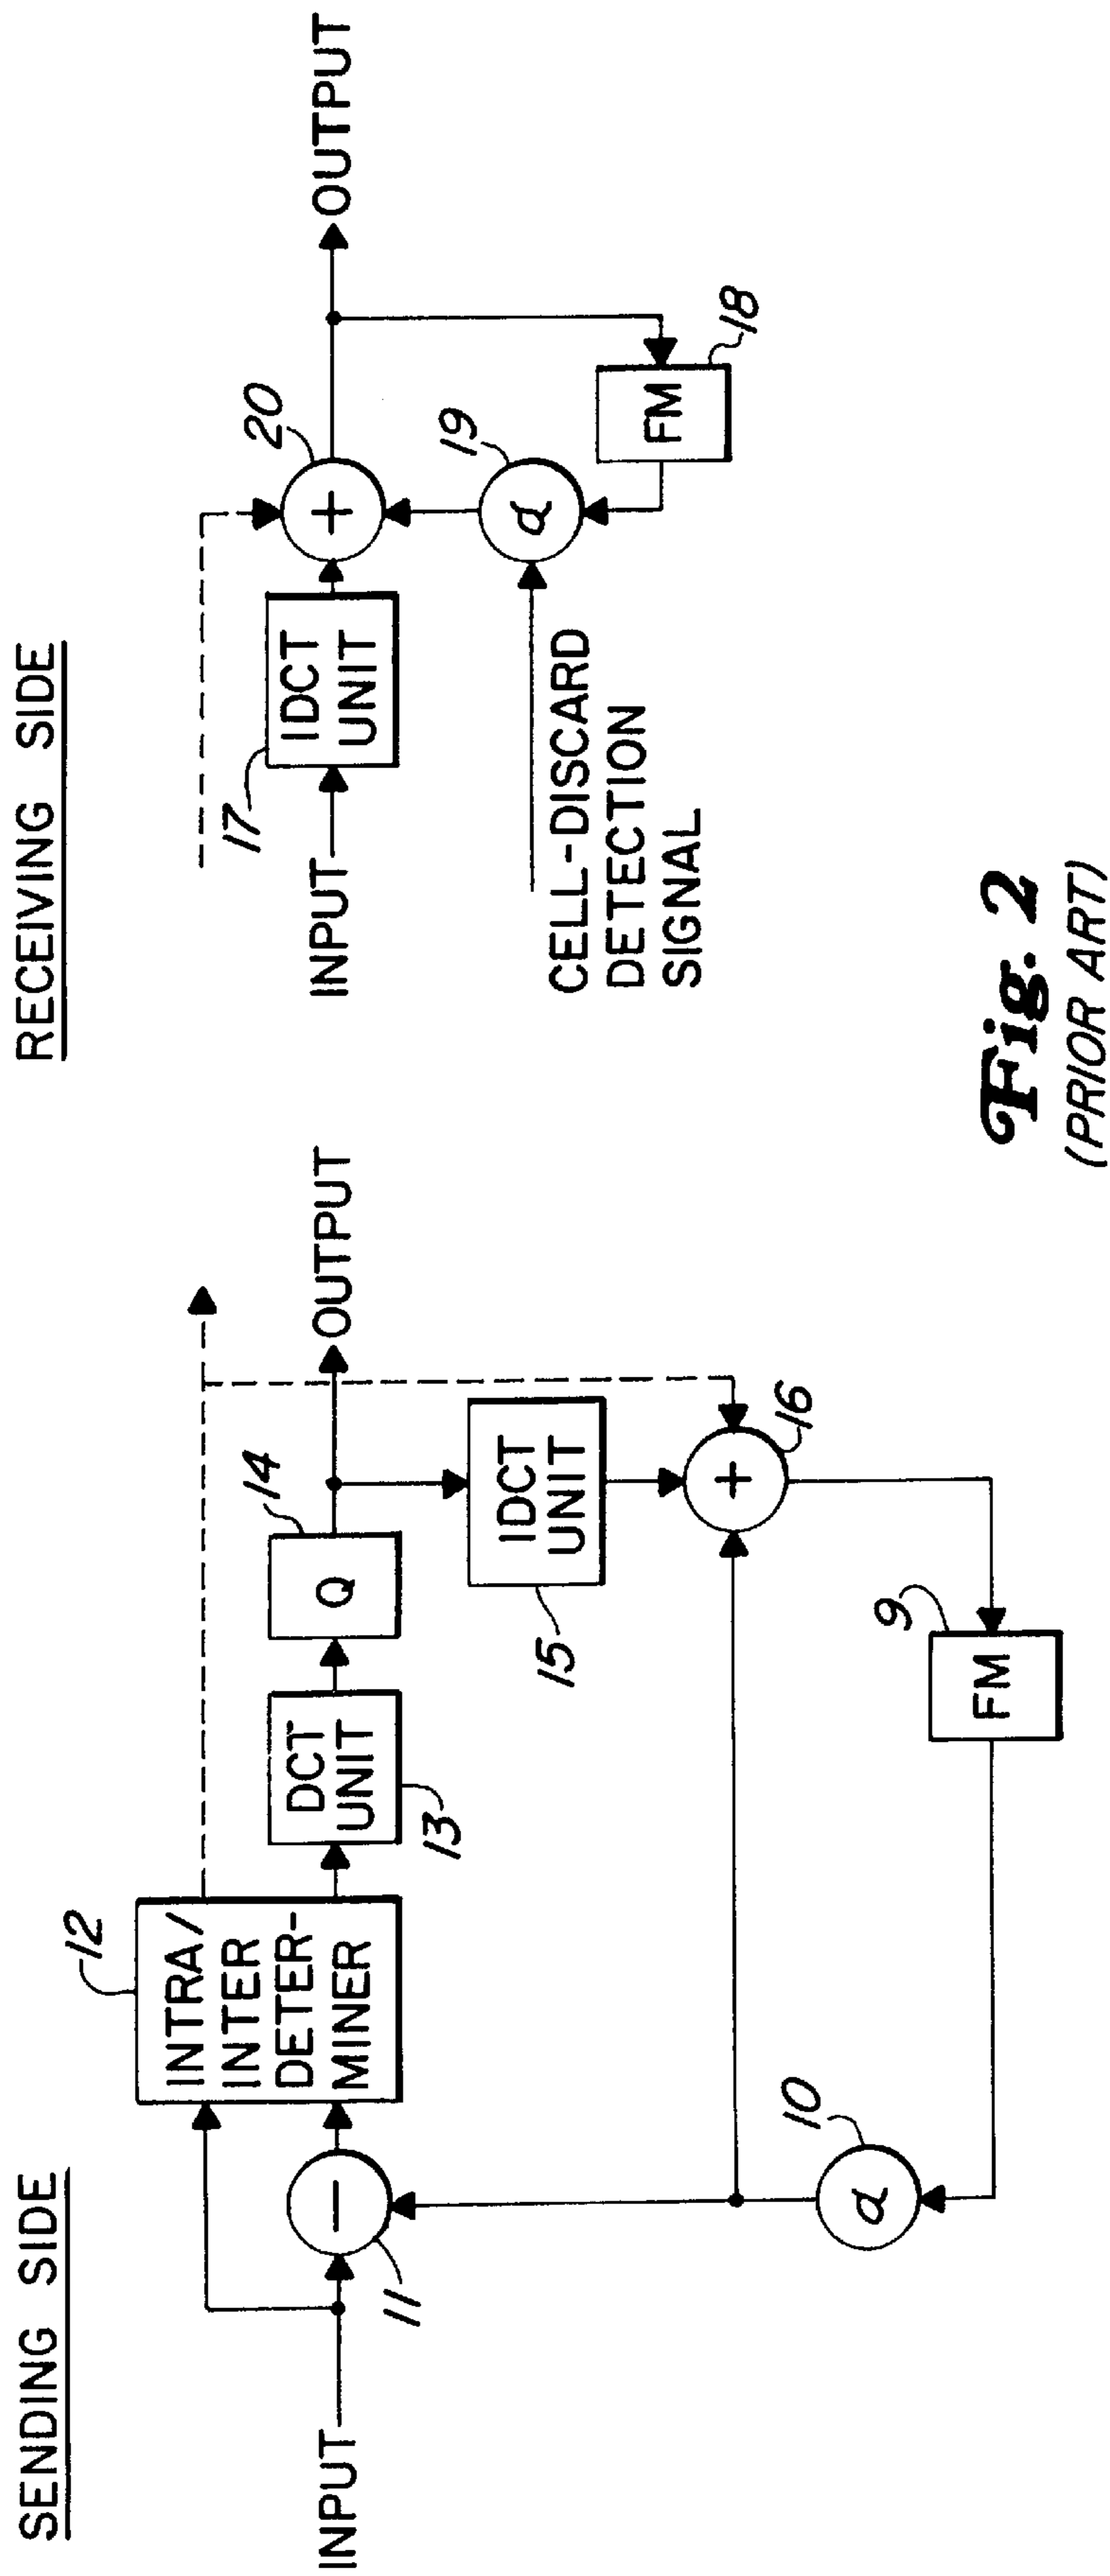 SENDING SIDE
INPUT
11
12
INTRA/
INTER
DETER-
MINER
13
DCT
UNIT
14
Q
OUTPUT
15
IDCT
UNIT
16
+
−
9
FM
10
α
RECEIVING SIDE
INPUT
17
IDCT
UNIT
20
+
OUTPUT
19
α
18
FM
CELL-DISCARD
DETECTION
SIGNAL
Fig. 2
(PRIOR ART)